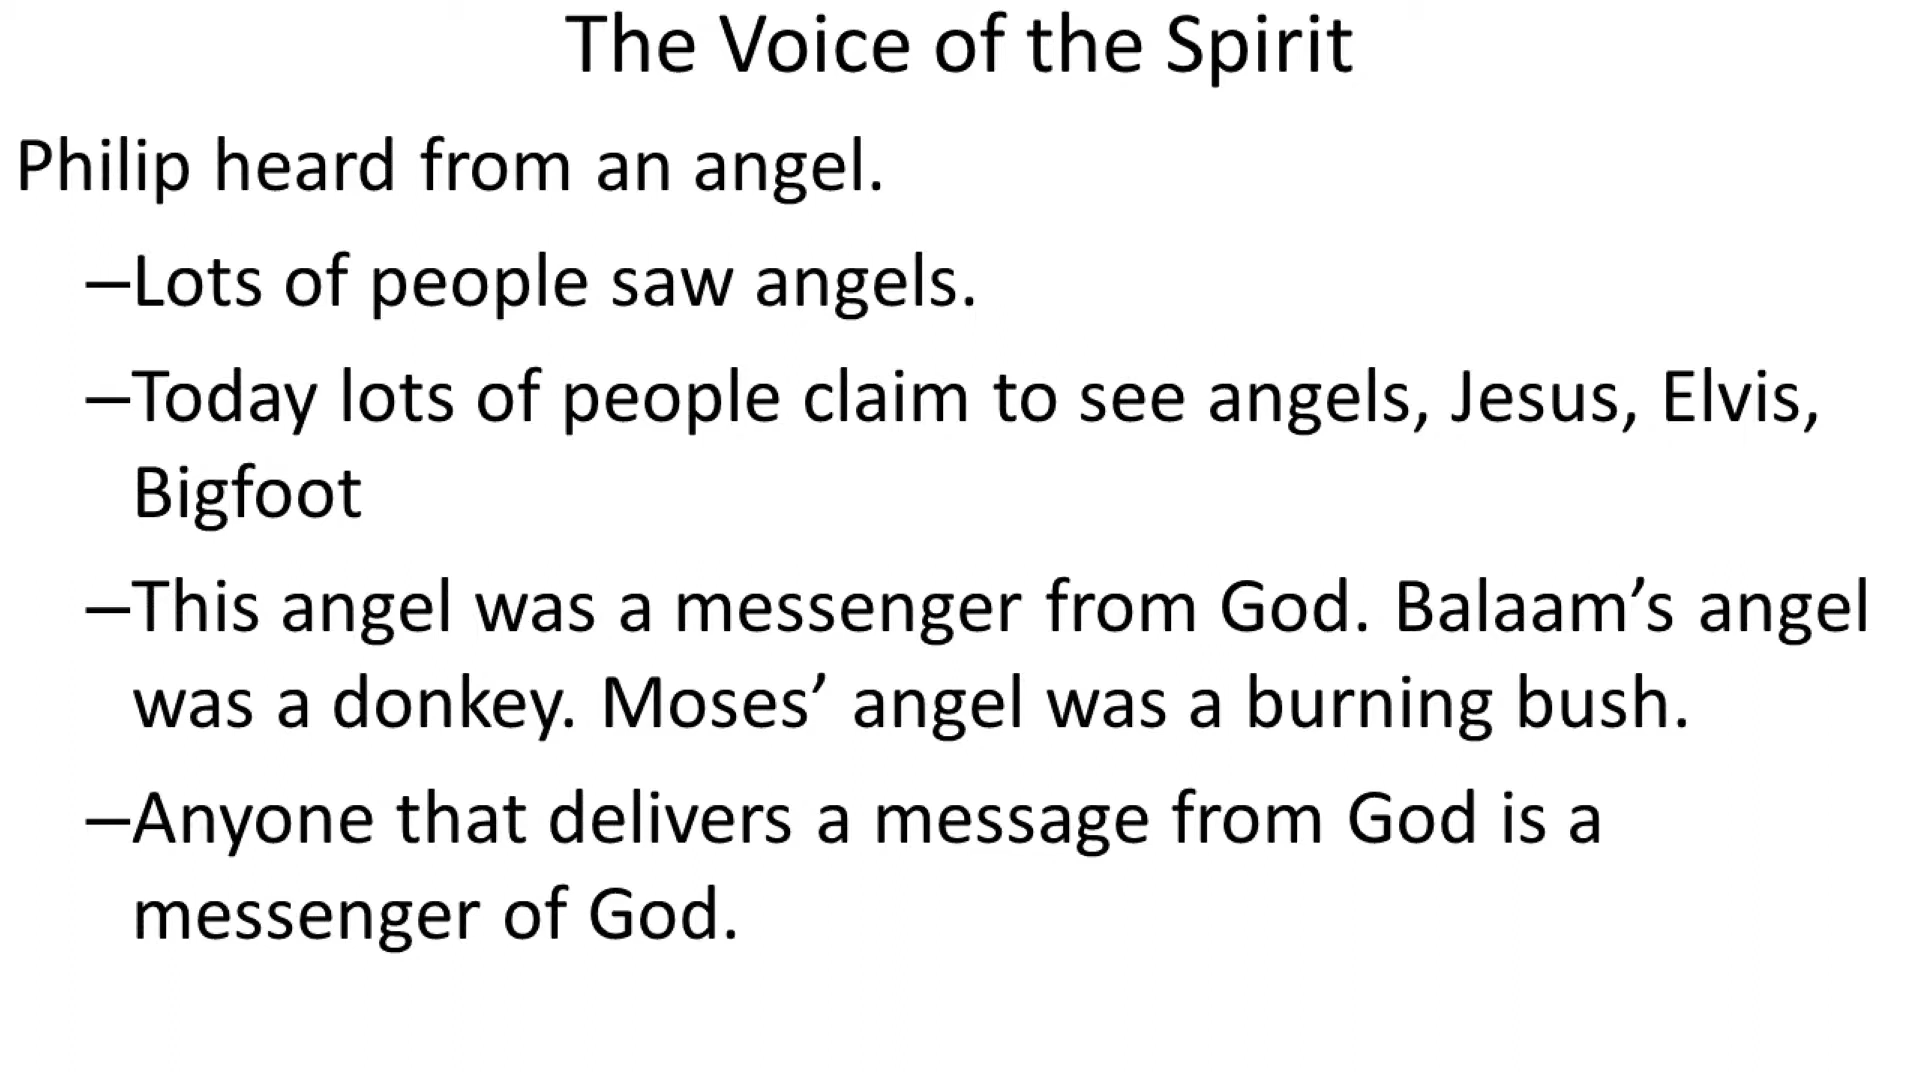 The Voice of the Spirit
Philip heard from an angel.
–Lots of people saw angels.
–Today lots of people claim to see angels, Jesus, Elvis,
Bigfoot
–This angel was a messenger from God. Balaam’s angel
was a donkey. Moses’ angel was a burning bush.
–Anyone that delivers a message from God is a
messenger of God.